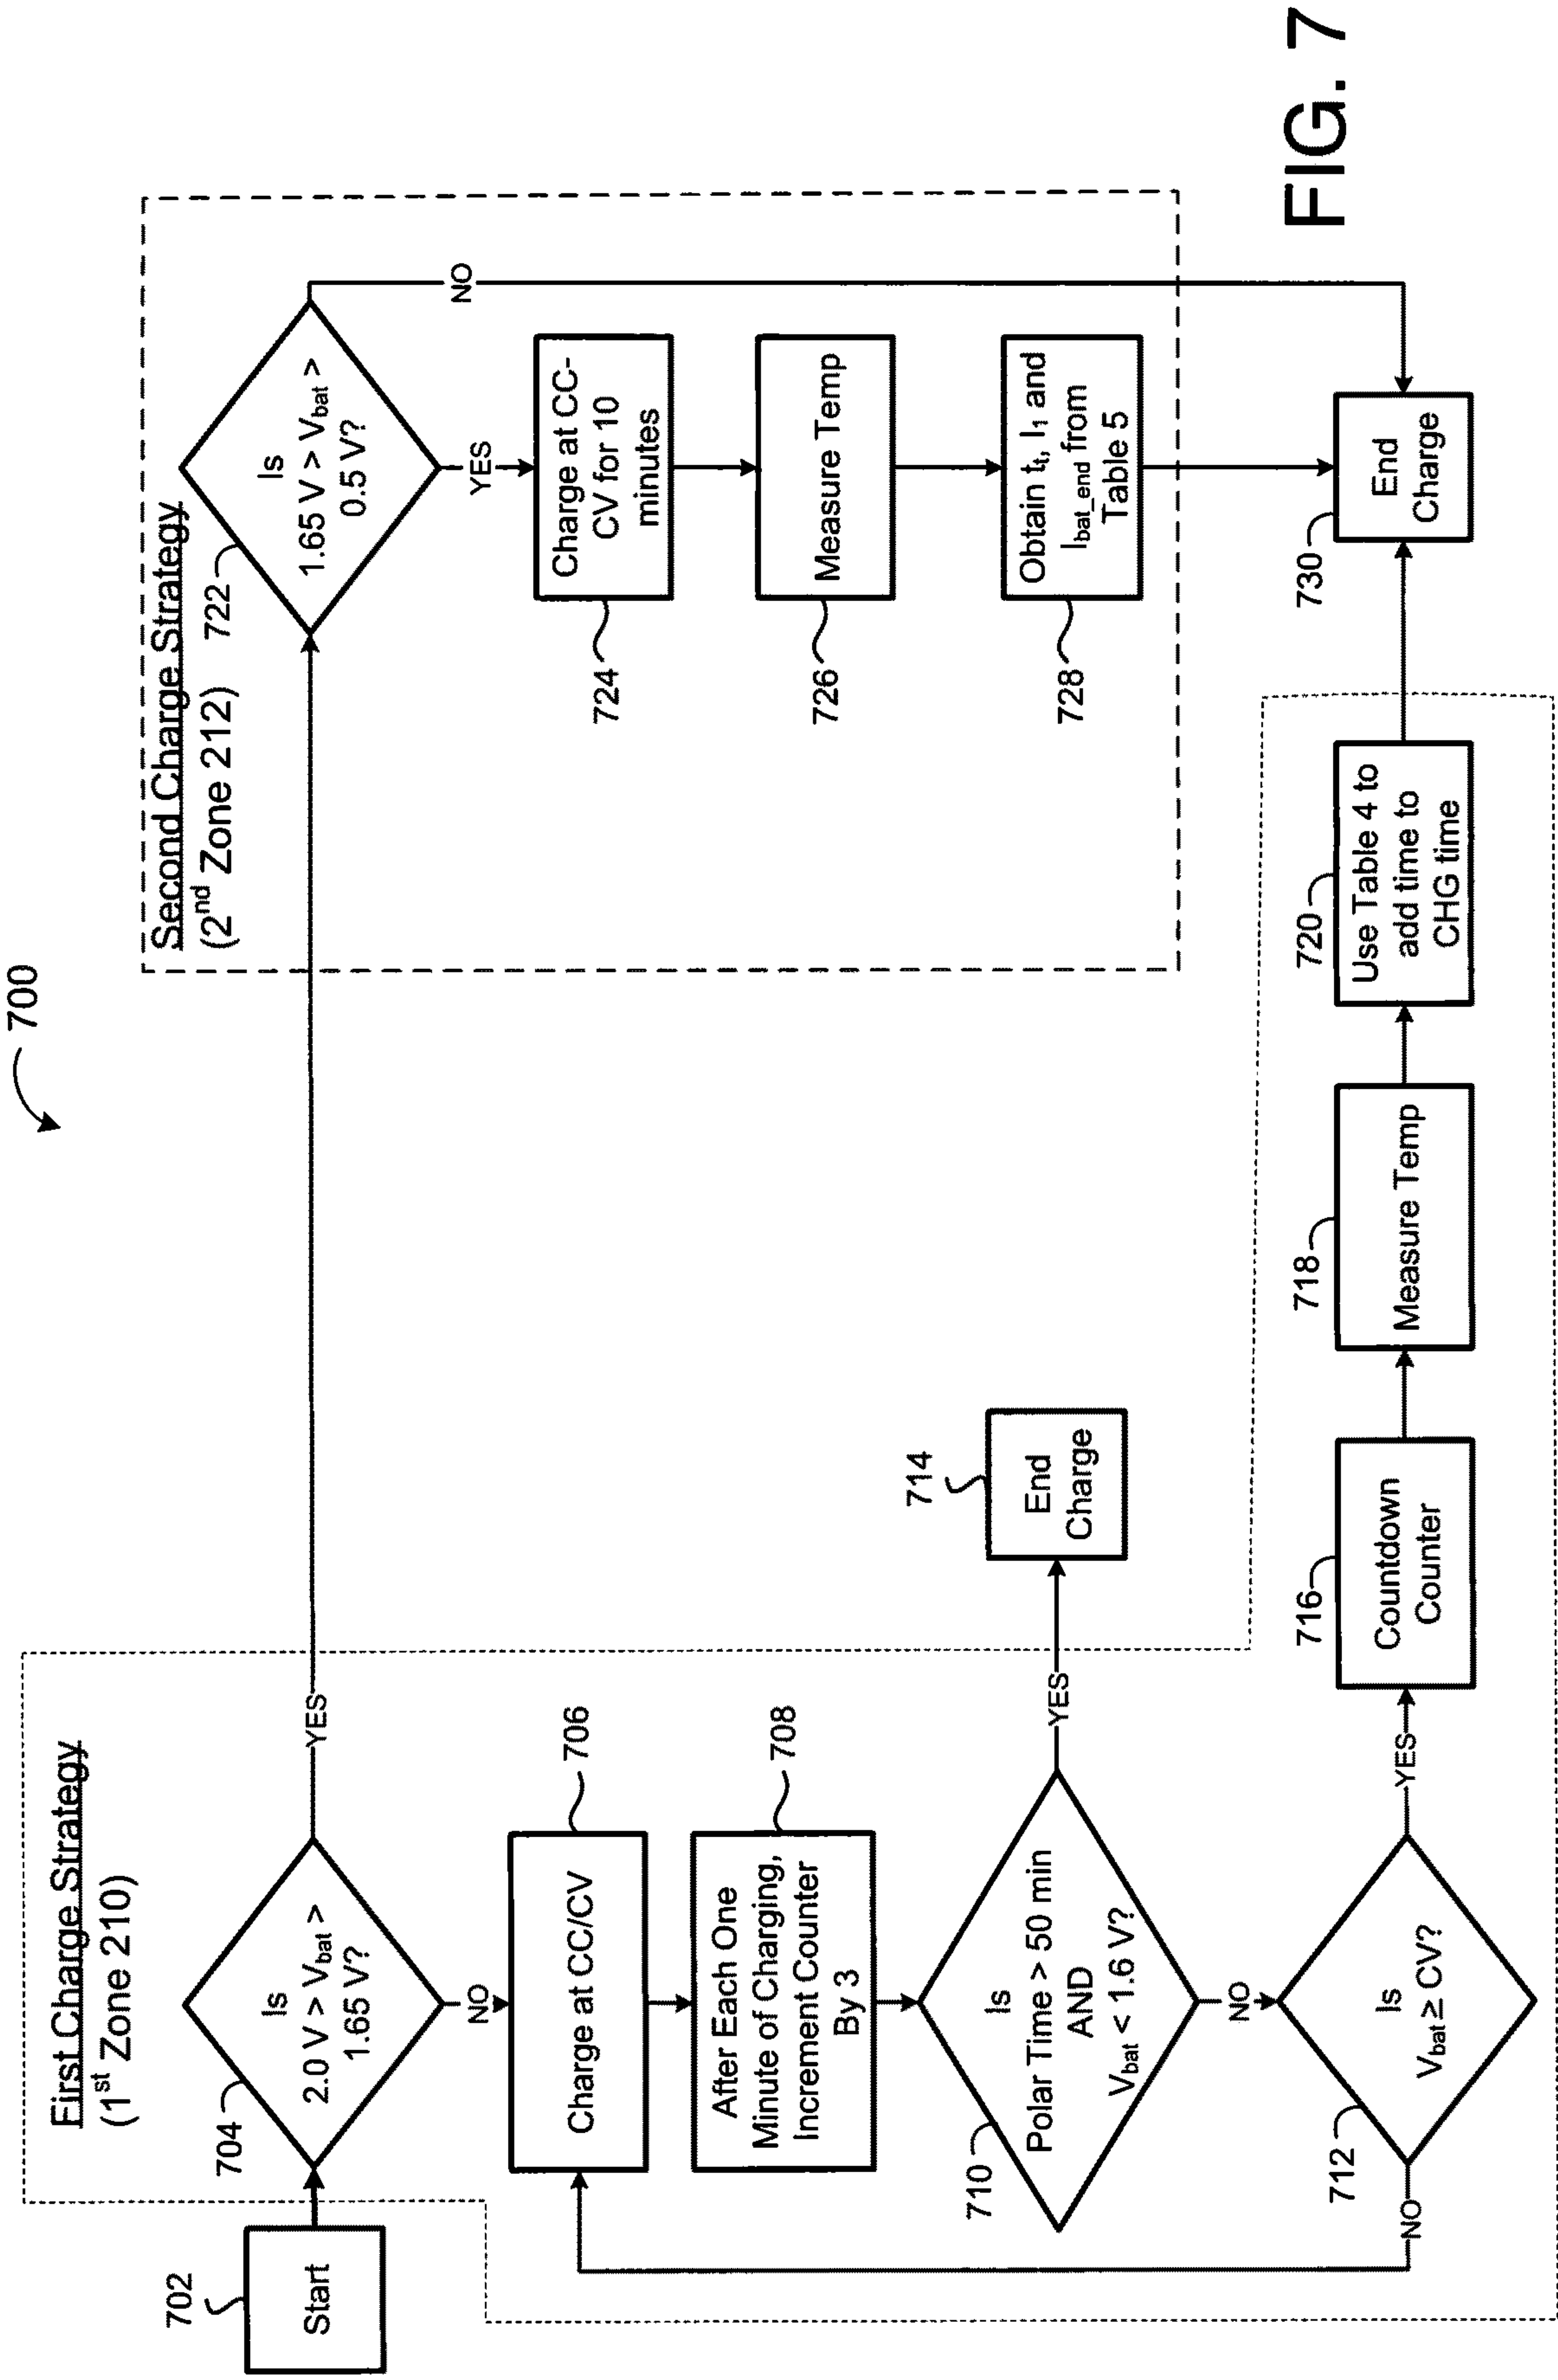 700
First Charge Strategy
(1st Zone 210)
702
Start
704
Is
2.0 V > Vbat >
1.65 V?
YES
NO
706
Charge at CC/CV
708
After Each One
Minute of Charging,
Increment Counter
By 3
710
Is
Polar Time > 50 min
AND
Vbat < 1.6 V?
YES
714
End
Charge
NO
712
Is
Vbat ≥ CV?
NO
YES
716
Countdown
Counter
718
Measure Temp
720
Use Table 4 to
add time to
CHG time
Second Charge Strategy
(2nd Zone 212)
722
Is
1.65 V > Vbat >
0.5 V?
NO
YES
724
Charge at CC-
CV for 10
minutes
726
Measure Temp
728
Obtain tt, I1 and
Ibat_end from
Table 5
730
End
Charge
FIG. 7